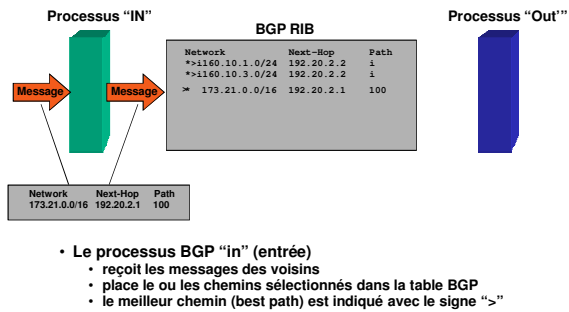 Processus “IN”
BGP RIB
Processus “Out’”
Network Next-Hop Path
*>i160.10.1.0/24 192.20.2.2 i
*>i160.10.3.0/24 192.20.2.2 i
>* 173.21.0.0/16 192.20.2.1 100
Message
Message
Network Next-Hop Path
173.21.0.0/16 192.20.2.1 100
• Le processus BGP “in” (entrée)
• reçoit les messages des voisins
• place le ou les chemins sélectionnés dans la table BGP
• le meilleur chemin (best path) est indiqué avec le signe “>”